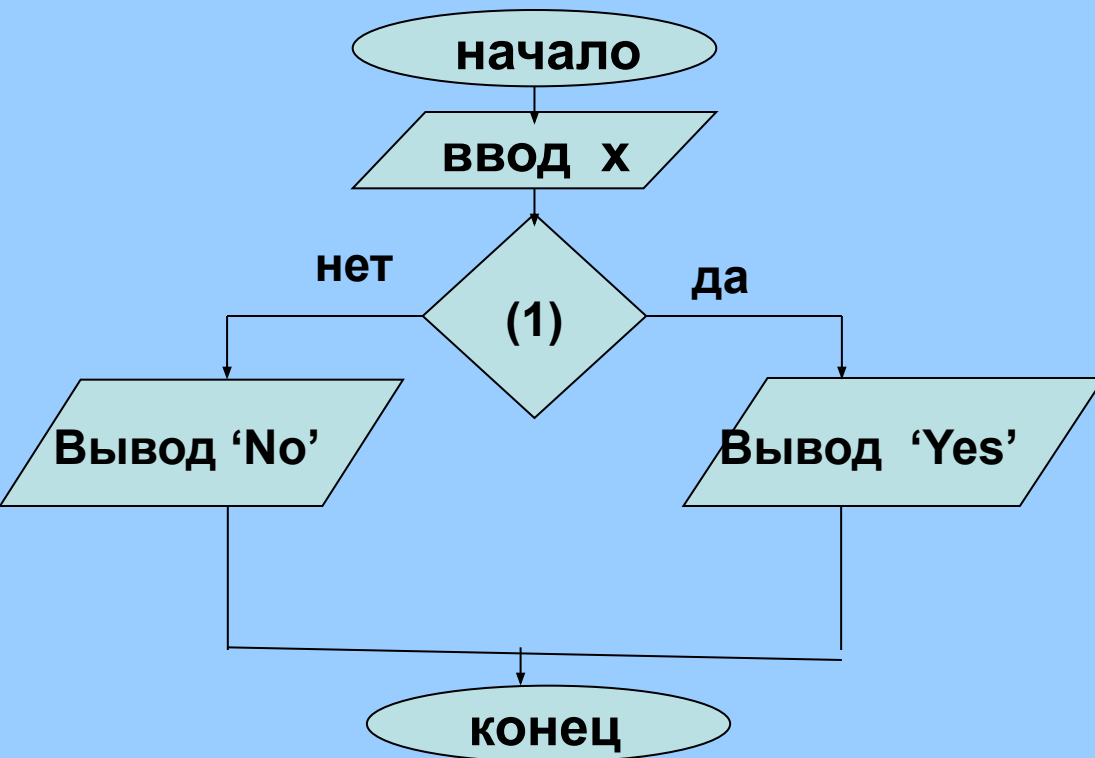 начало
ввод х
нет
да
(1)
Вывод ‘No’
Вывод ‘Yes’
конец